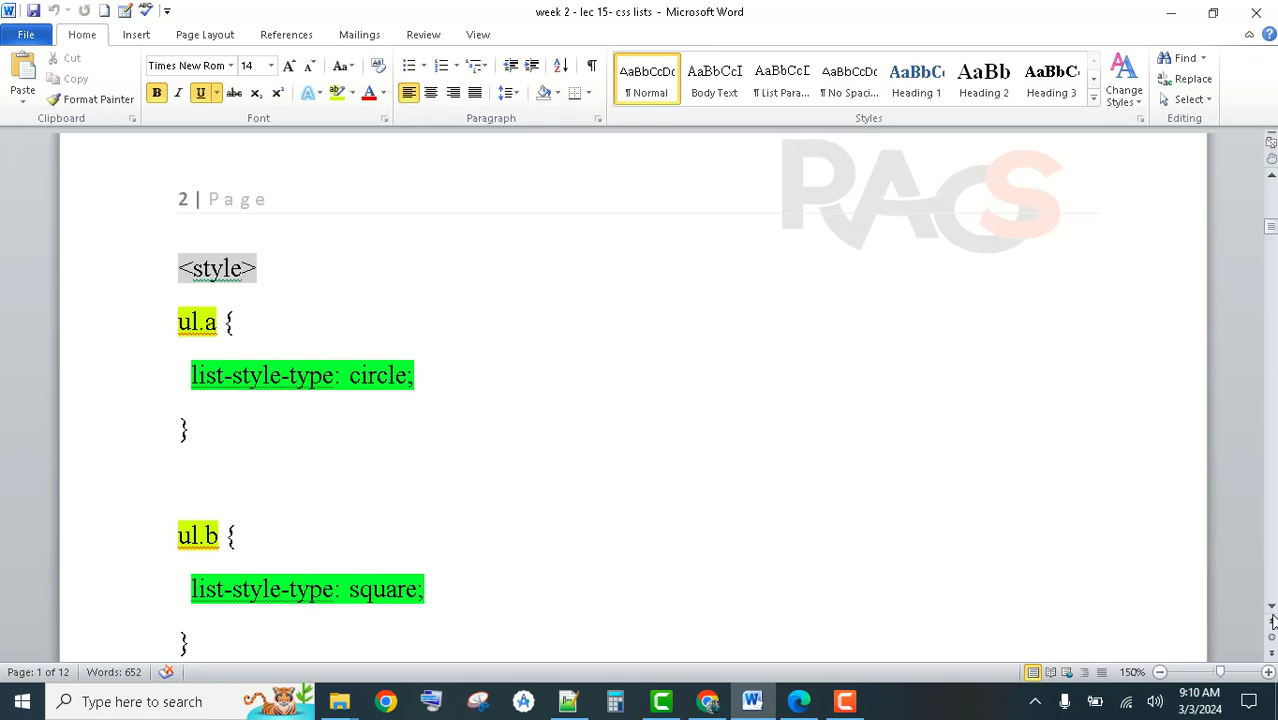 week 2 - lec 15- css lists - Microsoft Word
File Home Insert Page Layout References Mailings Review View
Paste
Cut
Copy
Format Painter
Clipboard
Times New Rom 14
Font
Paragraph
AaBbCcDc AaBbCcI AaBbCcI AaBbCcDc AaBbC AaBb AaBbC
¶ Normal Body Text ¶ List Para... ¶ No Spaci... Heading 1 Heading 2 Heading 3
Change Styles
Styles
Find
Replace
Select
Editing
2 | Page
RACS
<style>
ul.a {
list-style-type: circle;
}
ul.b {
list-style-type: square;
}
Page: 1 of 12 Words: 652 150%
Type here to search
9:10 AM
3/3/2024